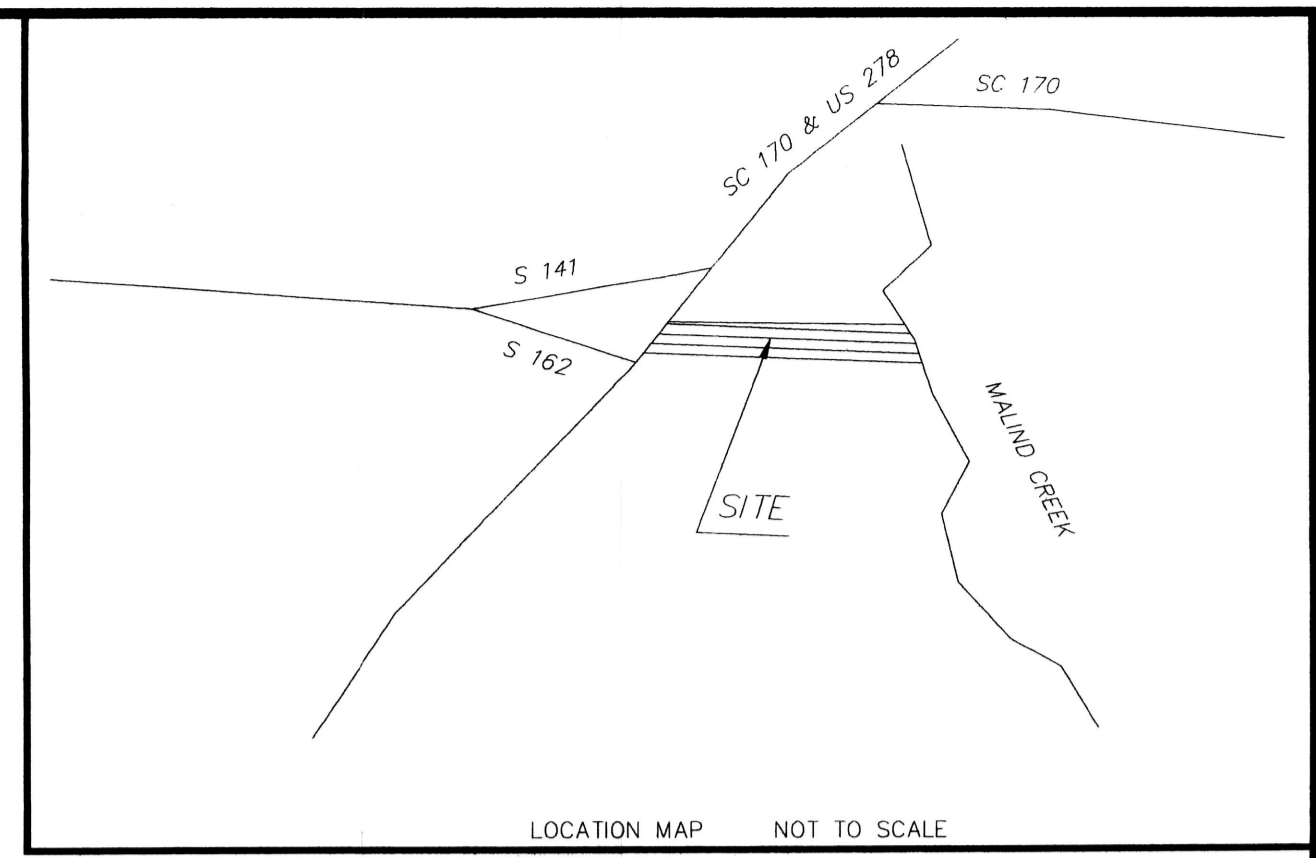 SC 170 & US 278
SC 170
S 141
S 162
MALIND CREEK
SITE
LOCATION MAP NOT TO SCALE